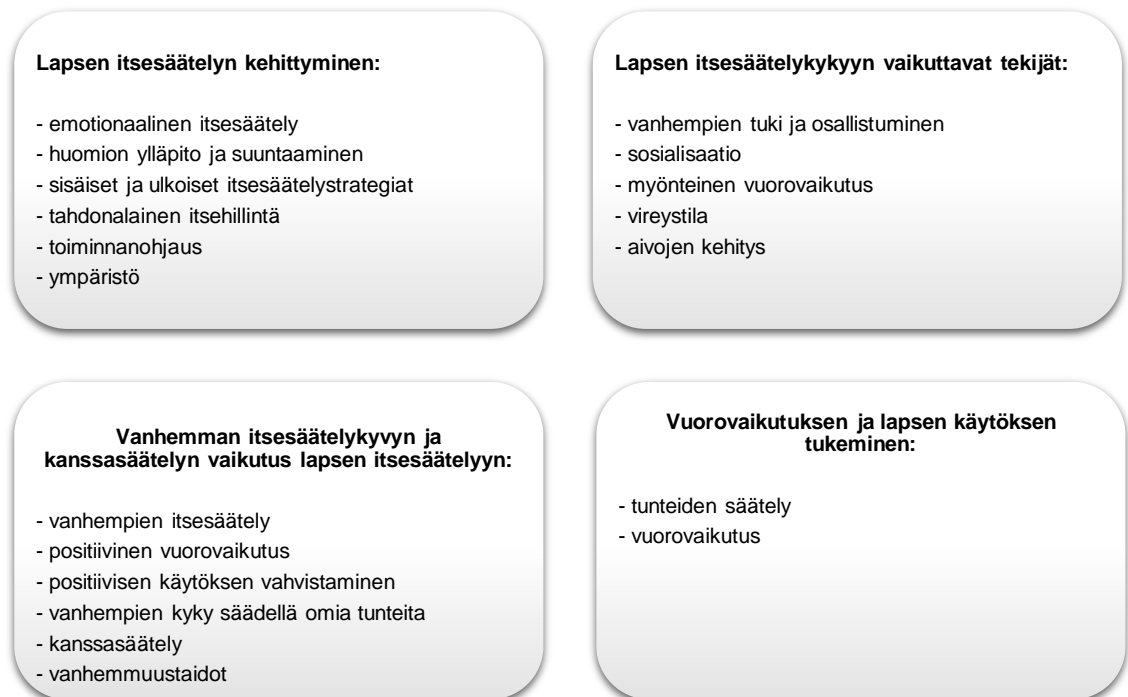 Lapsen itsesäätelyn kehittyminen:
- emotionaalinen itsesäätely
- huomion ylläpito ja suuntaaminen
- sisäiset ja ulkoiset itsesäätelystrategiat
- tahdonalainen itsehillintä
- toiminnanohjaus
- ympäristö
Lapsen itsesäätelykykyyn vaikuttavat tekijät:
- vanhempien tuki ja osallistuminen
- sosialisaatio
- myönteinen vuorovaikutus
- vireystila
- aivojen kehitys
Vanhemman itsesäätelykyvyn ja
kanssasäätelyn vaikutus lapsen itsesäätelyyn:
- vanhempien itsesäätely
- positiivinen vuorovaikutus
- positiivisen käytöksen vahvistaminen
- vanhempien kyky säädellä omia tunteita
- kanssasäätely
- vanhemmuustaidot
Vuorovaikutuksen ja lapsen käytöksen
tukeminen:
- tunteiden säätely
- vuorovaikutus